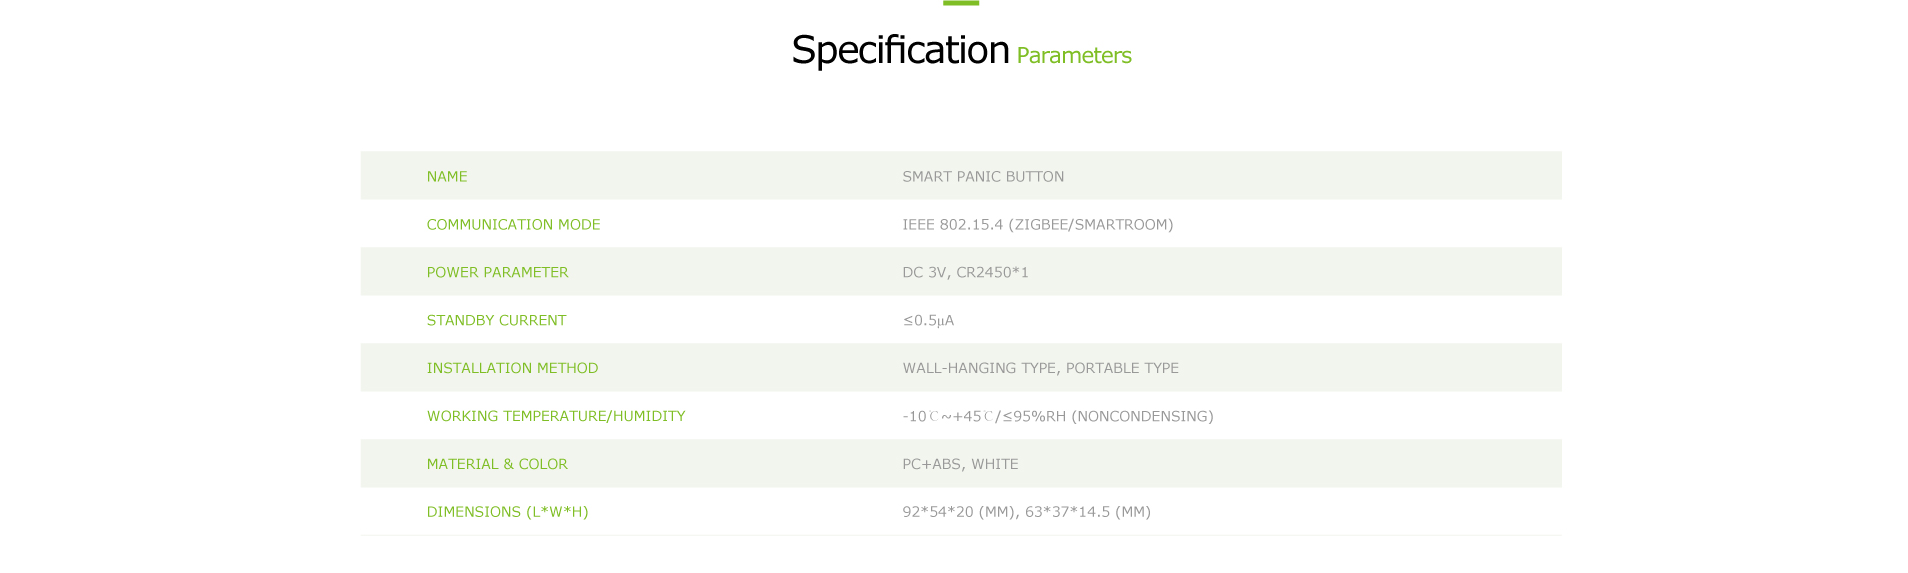 Specification Parameters
NAME SMART PANIC BUTTON
COMMUNICATION MODE IEEE 802.15.4 (ZIGBEE/SMARTROOM)
POWER PARAMETER DC 3V, CR2450*1
STANDBY CURRENT ≤0.5μA
INSTALLATION METHOD WALL-HANGING TYPE, PORTABLE TYPE
WORKING TEMPERATURE/HUMIDITY -10℃~+45℃/≤95%RH (NONCONDENSING)
MATERIAL & COLOR PC+ABS, WHITE
DIMENSIONS (L*W*H) 92*54*20 (MM), 63*37*14.5 (MM)